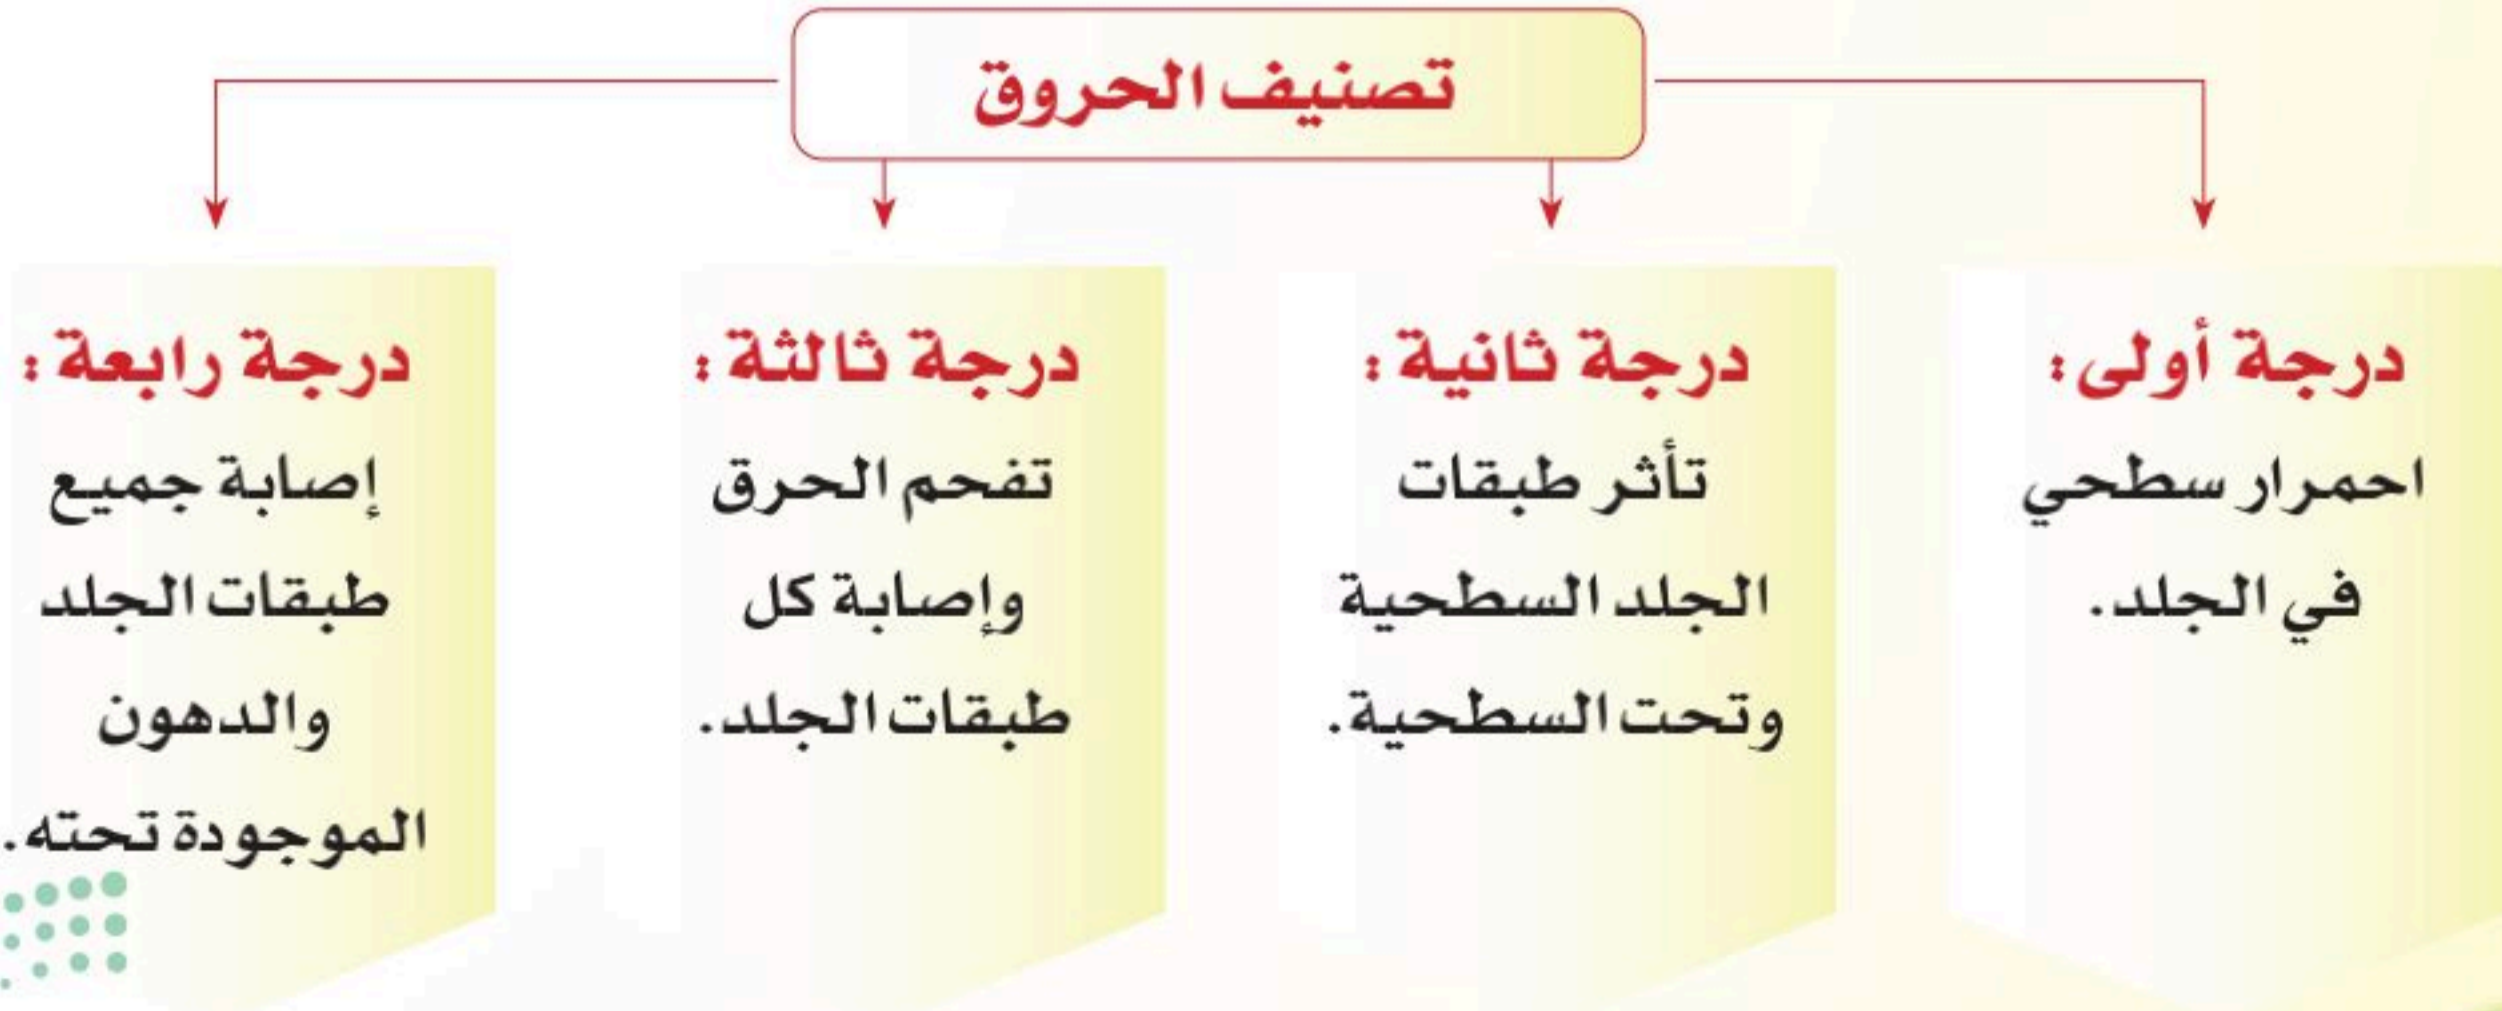 تصنيف الحروق
درجة أولى:
احمرار سطحي
في الجلد.
درجة ثانية:
تأثر طبقات
الجلد السطحية
وتحت السطحية.
درجة ثالثة:
تفحم الحرق
وإصابة كل
طبقات الجلد.
درجة رابعة:
إصابة جميع
طبقات الجلد
والدهون
الموجودة تحته.